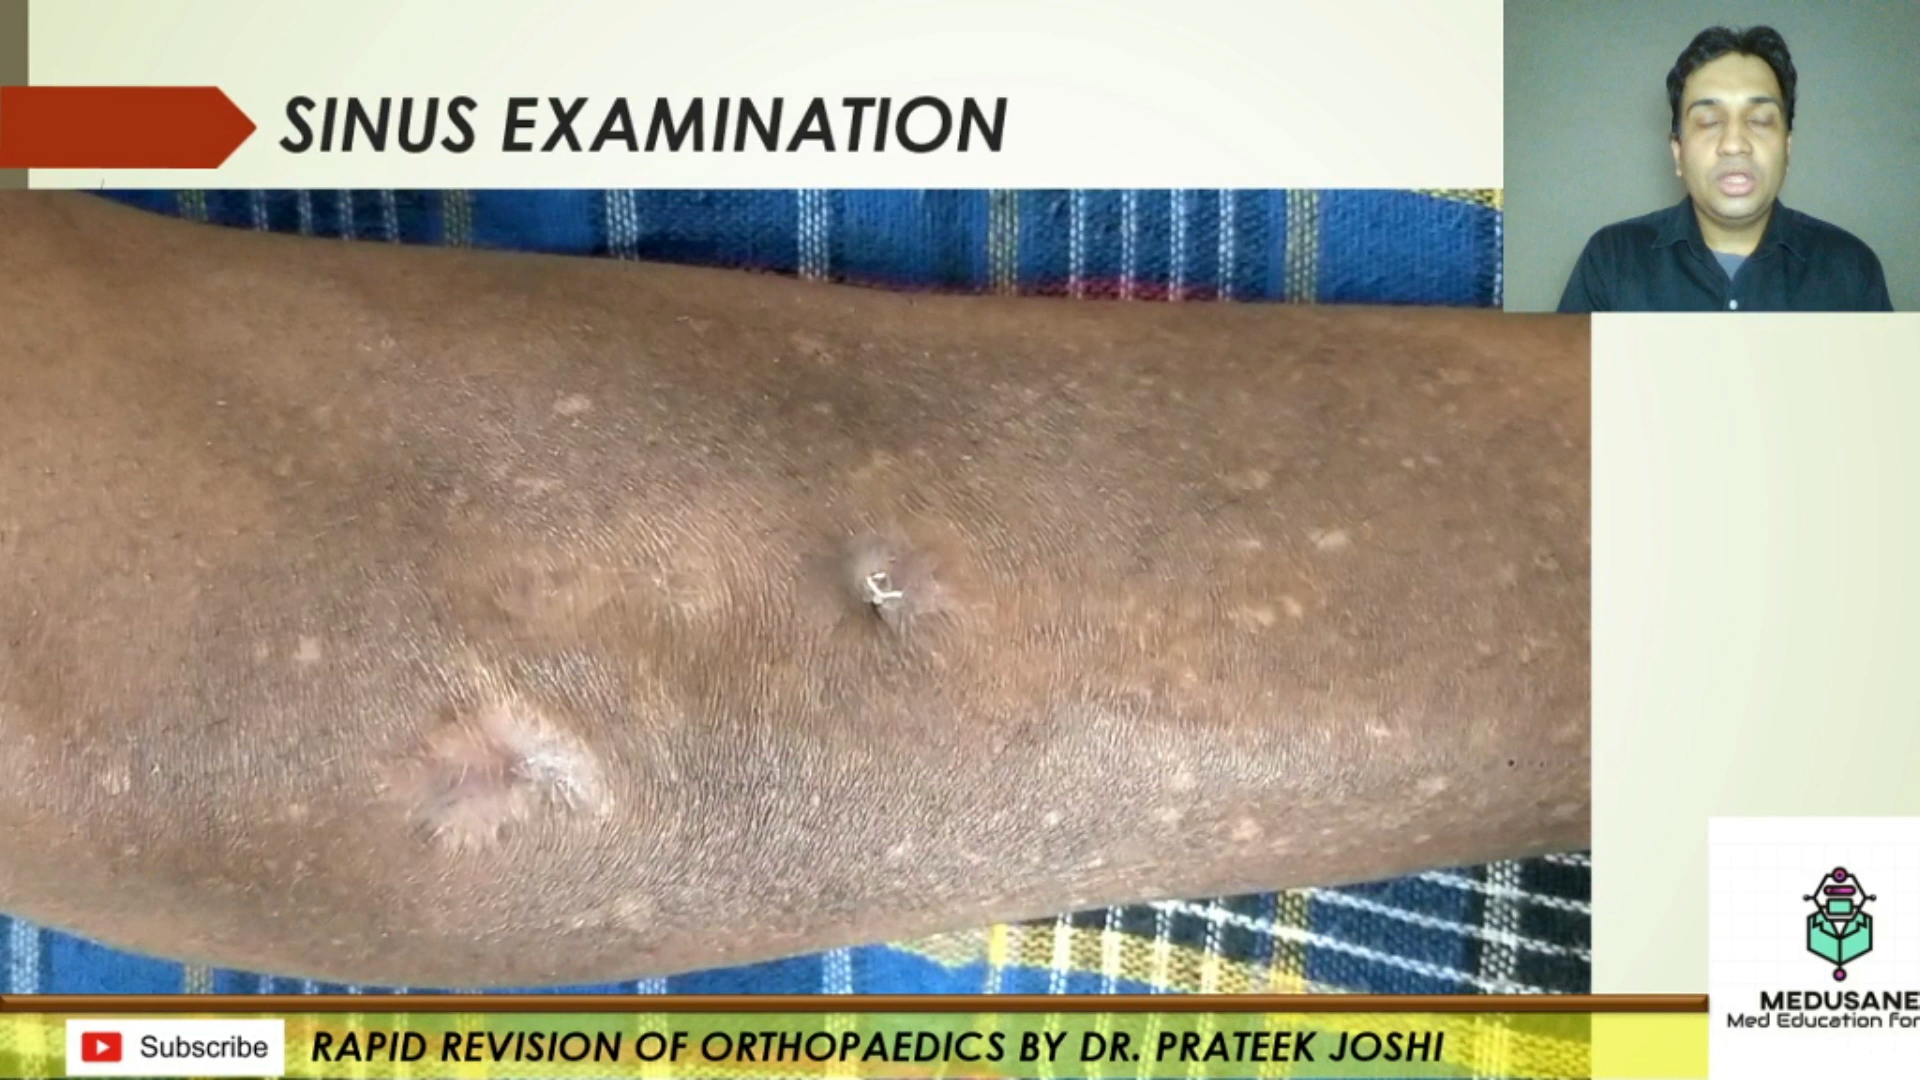 SINUS EXAMINATION
Subscribe
RAPID REVISION OF ORTHOPAEDICS BY DR. PRATEEK JOSHI
MEDUSANE
Med Education For